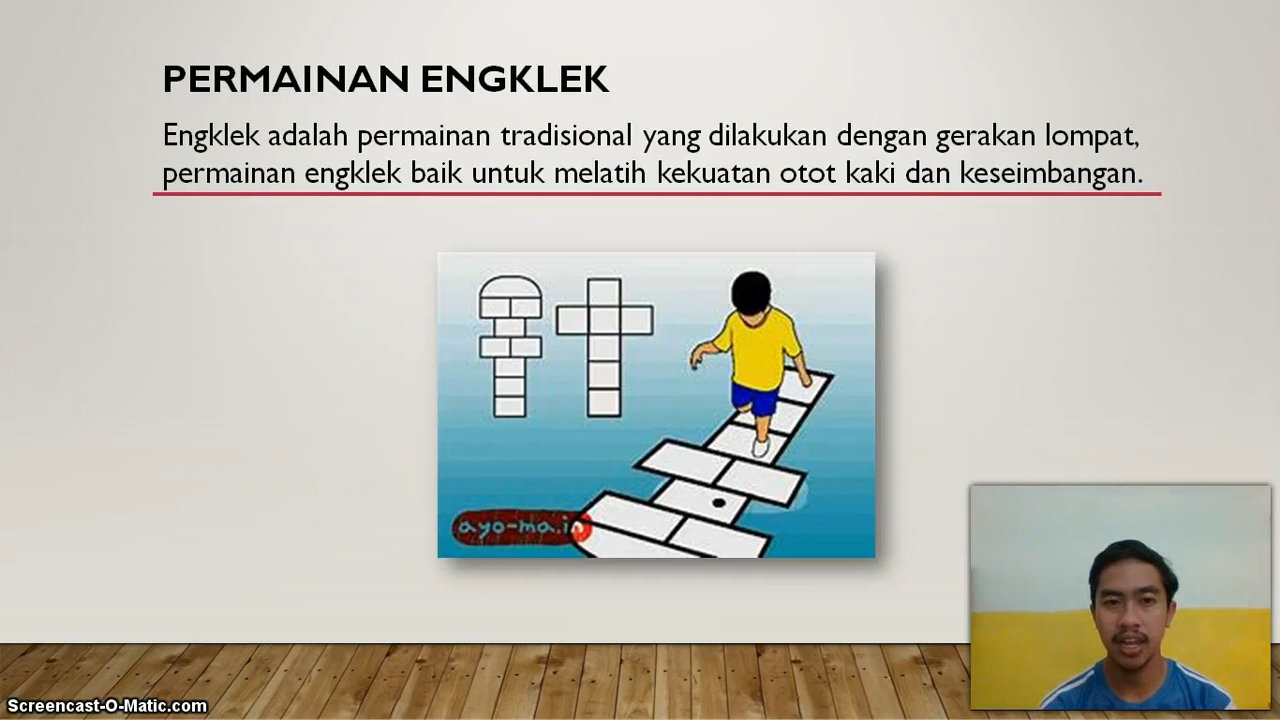 PERMAINAN ENGKLEK
Engklek adalah permainan tradisional yang dilakukan dengan gerakan lompat,
permainan engklek baik untuk melatih kekuatan otot kaki dan keseimbangan.
ayo-ma.in
Screencast-O-Matic.com